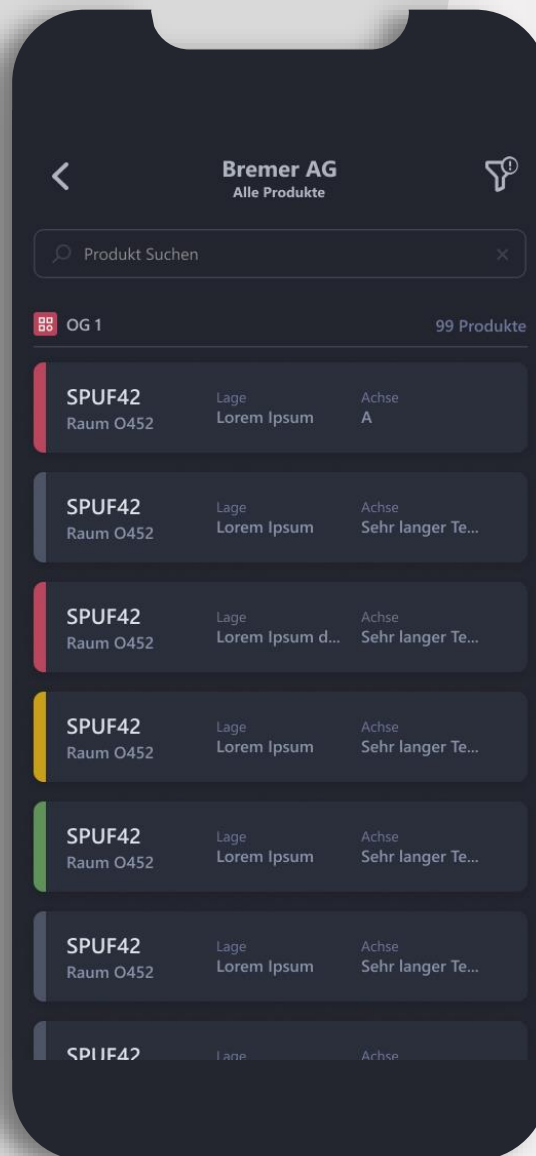 Bremer AG
Alle Produkte
Produkt Suchen
OG 1 99 Produkte
SPUF42 Lage Achse
Raum O452 Lorem Ipsum A
SPUF42 Lage Achse
Raum O452 Lorem Ipsum Sehr langer Te...
SPUF42 Lage Achse
Raum O452 Lorem Ipsum d... Sehr langer Te...
SPUF42 Lage Achse
Raum O452 Lorem Ipsum Sehr langer Te...
SPUF42 Lage Achse
Raum O452 Lorem Ipsum Sehr langer Te...
SPUF42 Lage Achse
Raum O452 Lorem Ipsum Sehr langer Te...
SPUF42 Lage Achse